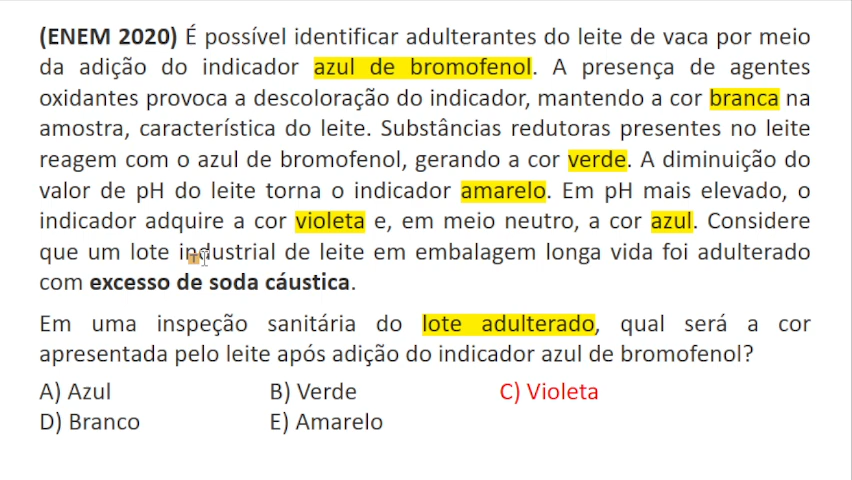 (ENEM 2020) É possível identificar adulterantes do leite de vaca por meio
da adição do indicador azul de bromofenol. A presença de agentes
oxidantes provoca a descoloração do indicador, mantendo a cor branca na
amostra, característica do leite. Substâncias redutoras presentes no leite
reagem com o azul de bromofenol, gerando a cor verde. A diminuição do
valor de pH do leite torna o indicador amarelo. Em pH mais elevado, o
indicador adquire a cor violeta e, em meio neutro, a cor azul. Considere
que um lote industrial de leite em embalagem longa vida foi adulterado
com excesso de soda cáustica.
Em uma inspeção sanitária do lote adulterado, qual será a cor
apresentada pelo leite após adição do indicador azul de bromofenol?
A) Azul B) Verde C) Violeta
D) Branco E) Amarelo